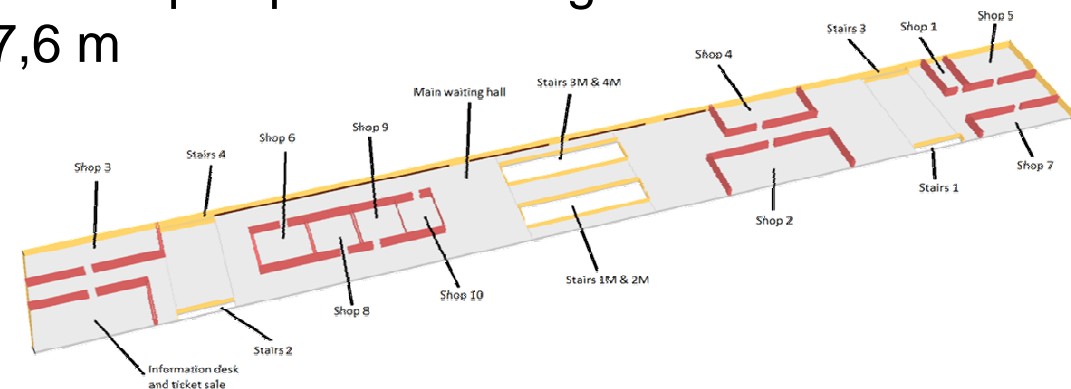 7,6 m
Shop 5
Stairs 3
Shop 1
Shop 4
Stairs 3M & 4M
Main waiting hall
Shop 9
Shop 6
Stairs 4
Shop 3
Shop 7
Stairs 1
Shop 2
Stairs 1M & 2M
Shop 10
Shop 8
Stairs 2
Information desk
and ticket sale